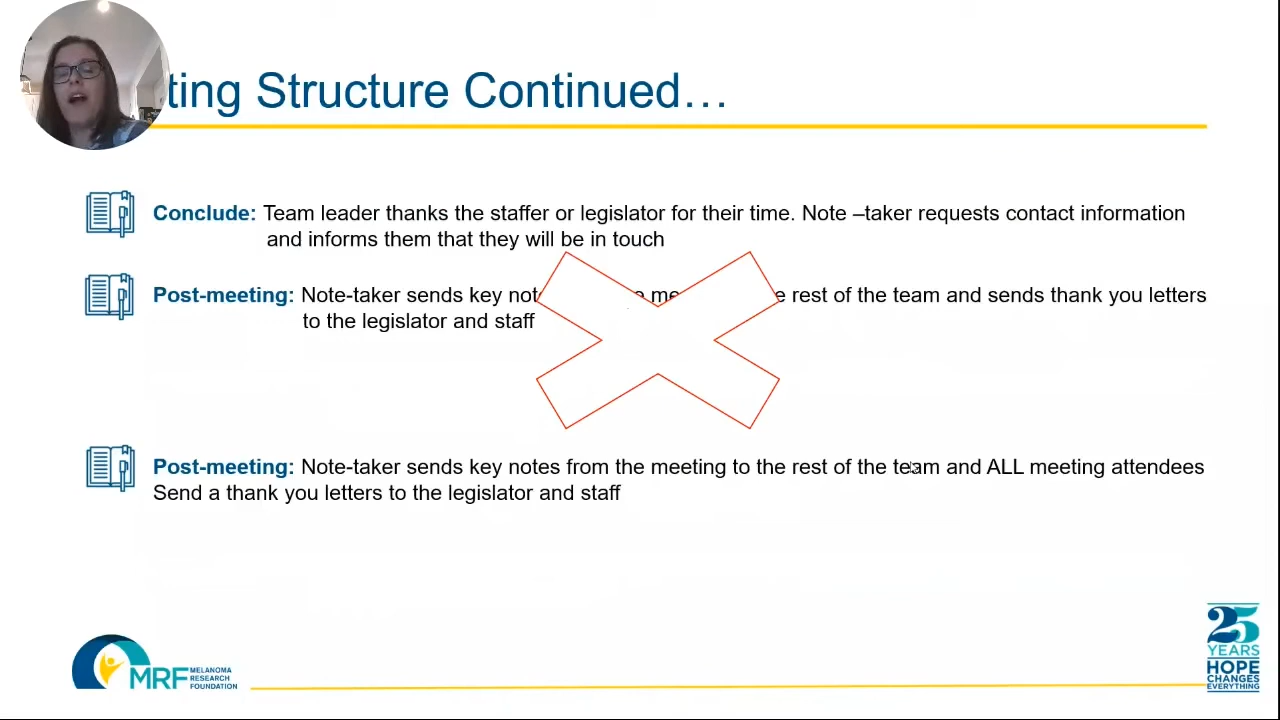 ting Structure Continued…
Conclude: Team leader thanks the staffer or legislator for their time. Note –taker requests contact information
and informs them that they will be in touch
Post-meeting: Note-taker sends key rest of the team and sends thank you letters
to the legislator and staff
Post-meeting: Note-taker sends key notes from the meeting to the rest of the team and ALL meeting attendees
Send a thank you letters to the legislator and staff
MRF MELANOMA
RESEARCH
FOUNDATION
25
YEARS
HOPE
CHANGES
EVERYTHING